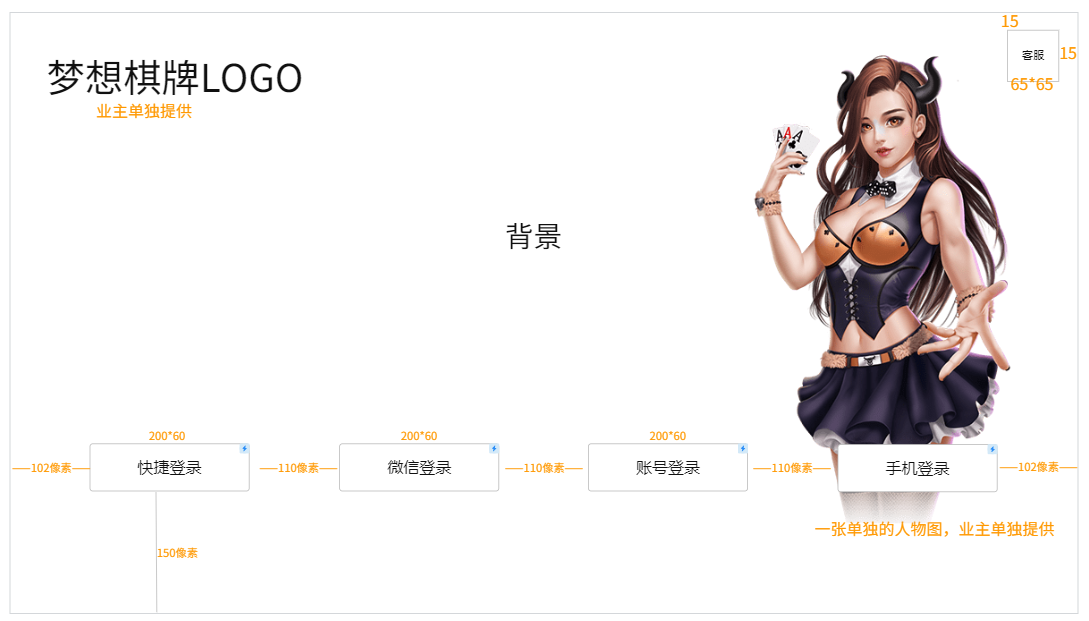 15
梦想棋牌LOGO
客服
15
65*65
业主单独提供
A A A
背景
200*60
200*60
200*60
102像素
快捷登录
110像素
微信登录
110像素
账号登录
110像素
手机登录
102像素
一张单独的人物图，业主单独提供
150像素